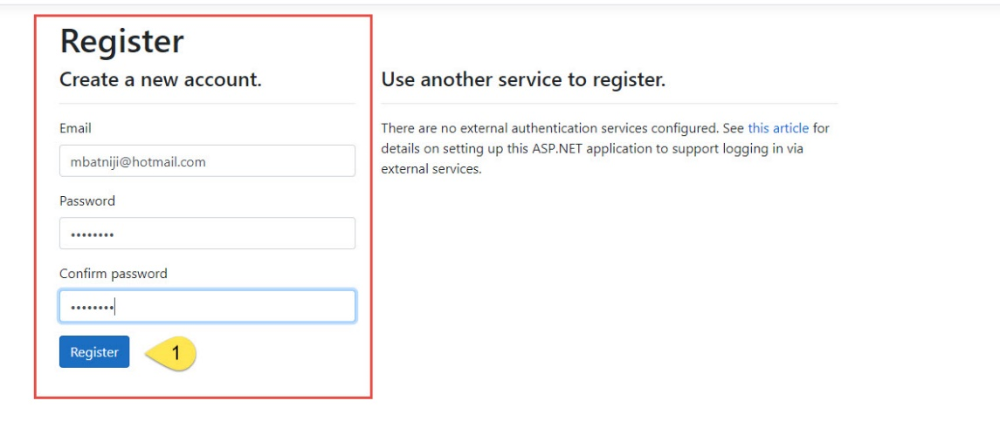 Register
Create a new account.
Email
mbatniji@hotmail.com
Password
••••••••
Confirm password
••••••••
Register
1
Use another service to register.
There are no external authentication services configured. See this article for
details on setting up this ASP.NET application to support logging in via
external services.